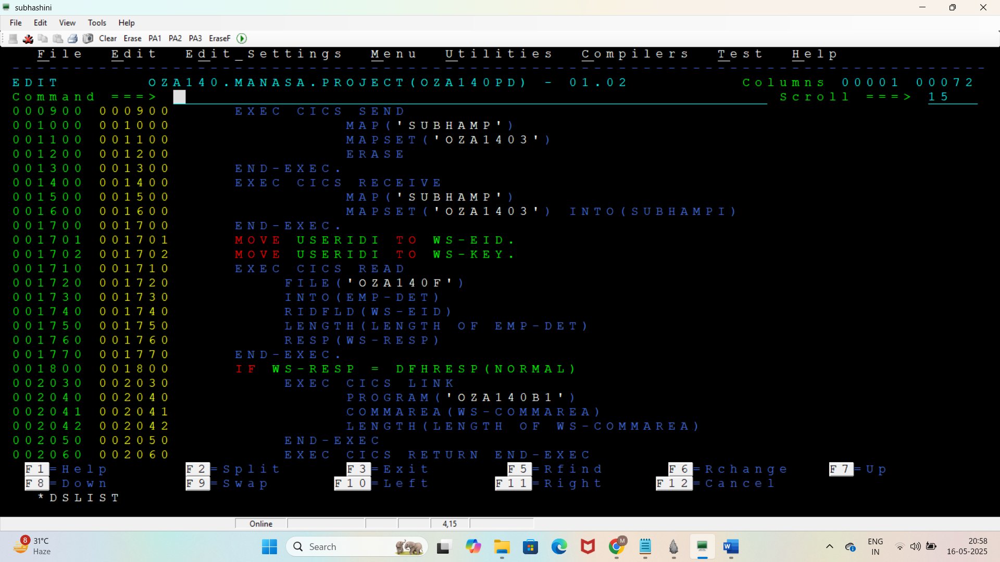 subhashini
File Edit View Tools Help
Clear Erase PA1 PA2 PA3 EraseF
File Edit Edit_Settings Menu Utilities Compilers Test Help
EDIT OZA140.MANASA.PROJECT(OZA140PD) - 01.02 Columns 00001 00072
Command ===> Scroll ===> 15
000900 000900 EXEC CICS SEND
001000 001000 MAP('SUBHAMP')
001100 001100 MAPSET('OZA1403')
001200 001200 ERASE
001300 001300 END-EXEC.
001400 001400 EXEC CICS RECEIVE
001500 001500 MAP('SUBHAMP')
001600 001600 MAPSET('OZA1403') INTO(SUBHAMPI)
001700 001700 END-EXEC.
001701 001701 MOVE USERIDI TO WS-EID.
001702 001702 MOVE USERIDI TO WS-KEY.
001710 001710 EXEC CICS READ
001720 001720 FILE('OZA140F')
001730 001730 INTO(EMP-DET)
001740 001740 RIDFLD(WS-EID)
001750 001750 LENGTH(LENGTH OF EMP-DET)
001760 001760 RESP(WS-RESP)
001770 001770 END-EXEC.
001800 001800 IF WS-RESP = DFHRESP(NORMAL)
002030 002030 EXEC CICS LINK
002040 002040 PROGRAM('OZA140B1')
002041 002041 COMMAREA(WS-COMMAREA)
002042 002042 LENGTH(LENGTH OF WS-COMMAREA)
002050 002050 END-EXEC
002060 002060 EXEC CICS RETURN END-EXEC
F1=Help F2=Split F3=Exit F5=Rfind F6=Rchange F7=Up
F8=Down F9=Swap F10=Left F11=Right F12=Cancel
*DSLIST
Online 4,15
8 31°C
Haze
Search
M
W
ENG
IN
20:58
16-05-2025